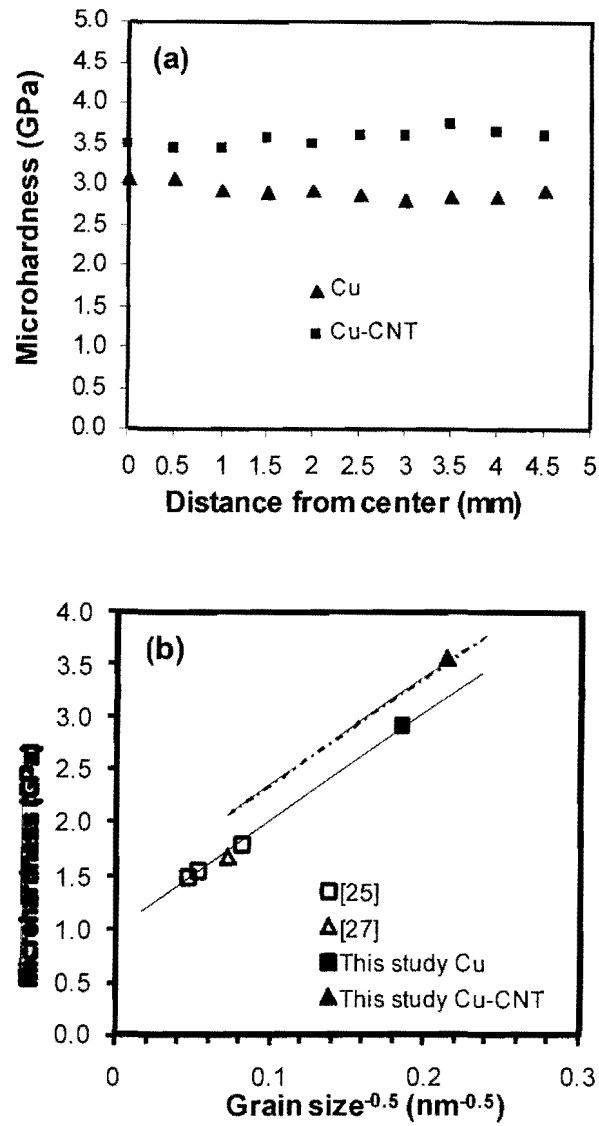 (a)
Microhardness (GPa)
5.0
4.5
4.0
3.5
3.0
2.5
2.0
1.5
1.0
0.5
0.0
Cu
Cu-CNT
0 0.5 1 1.5 2 2.5 3 3.5 4 4.5 5
Distance from center (mm)
(b)
Microhardness (GPa)
4.0
3.5
3.0
2.5
2.0
1.5
1.0
0.5
0.0
[25]
[27]
This study Cu
This study Cu-CNT
0 0.1 0.2 0.3
Grain size⁻⁰·⁵ (nm⁻⁰·⁵)